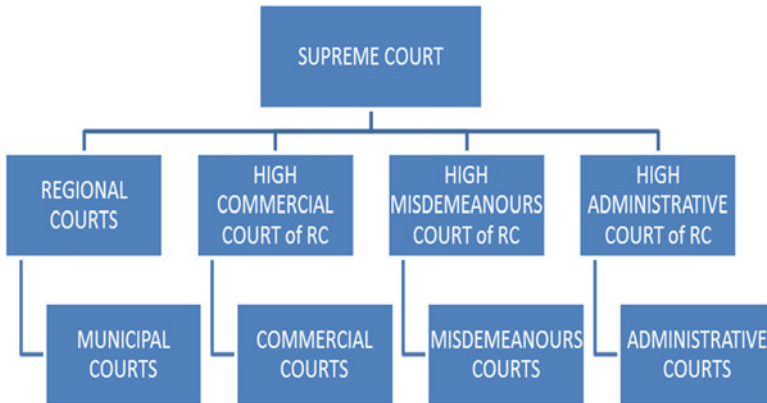 SUPREME COURT
REGIONAL
COURTS
HIGH
COMMERCIAL
COURT of RC
HIGH
MISDEMEANOURS
COURT of RC
HIGH
ADMINISTRATIVE
COURT of RC
MUNICIPAL
COURTS
COMMERCIAL
COURTS
MISDEMEANOURS
COURTS
ADMINISTRATIVE
COURTS